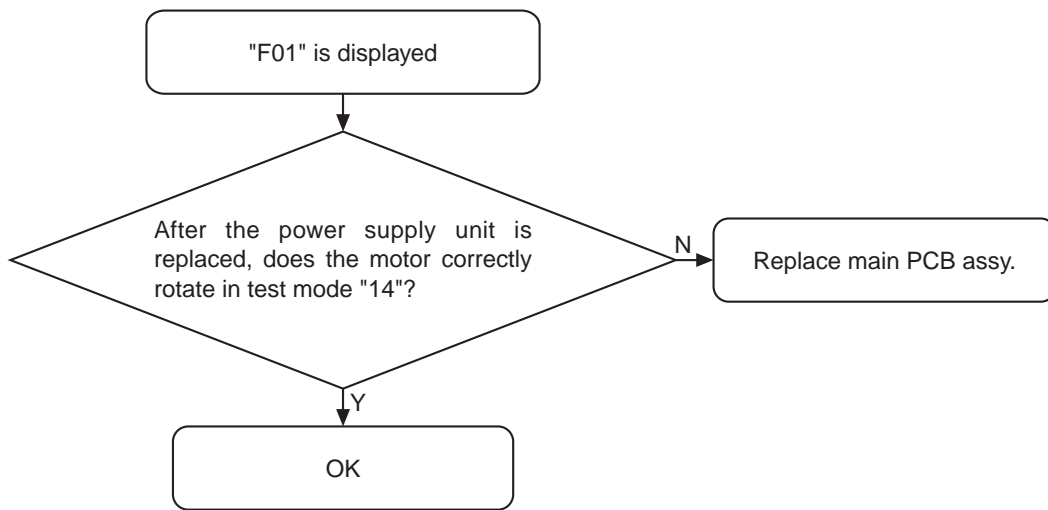 "F01" is displayed
After the power supply unit is
replaced, does the motor correctly
rotate in test mode "14"?
N
Replace main PCB assy.
Y
OK